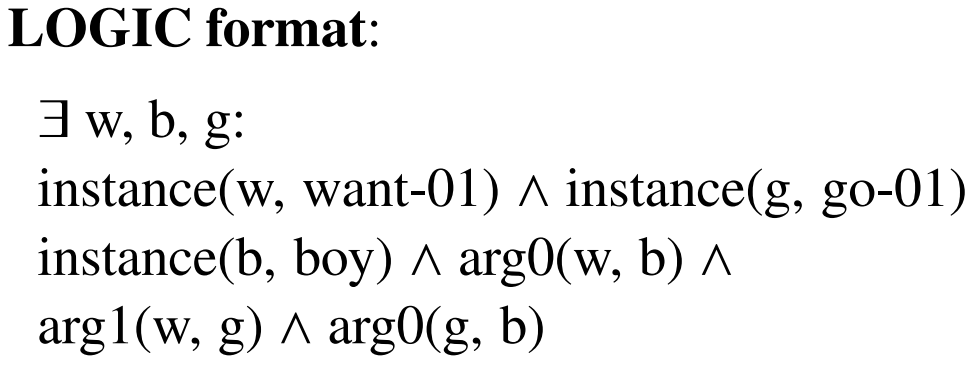 LOGIC format:
∃ w, b, g:
instance(w, want-01) ∧ instance(g, go-01)
instance(b, boy) ∧ arg0(w, b) ∧
arg1(w, g) ∧ arg0(g, b)